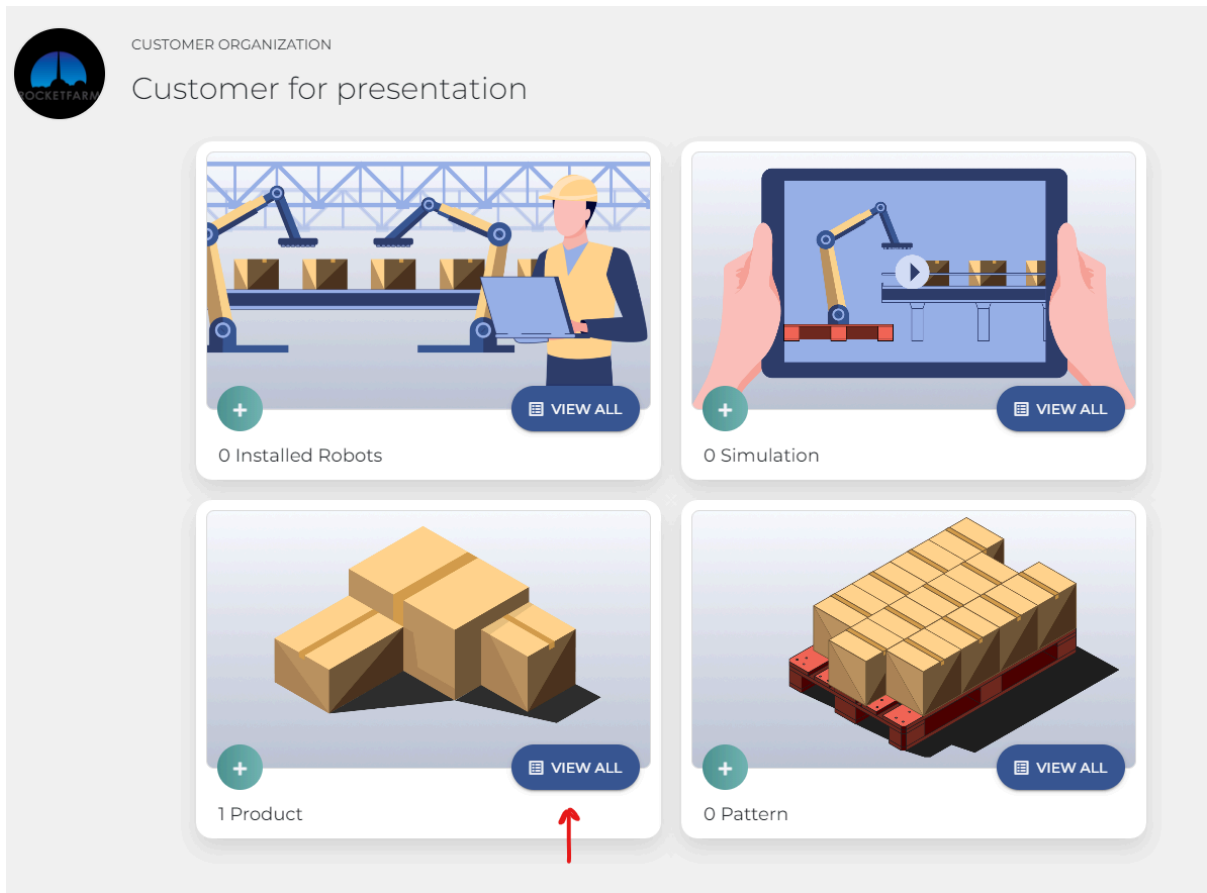 CUSTOMER ORGANIZATION
ROCKETFARM
Customer for presentation
VIEW ALL
VIEW ALL
0 Installed Robots
0 Simulation
VIEW ALL
VIEW ALL
1 Product
0 Pattern